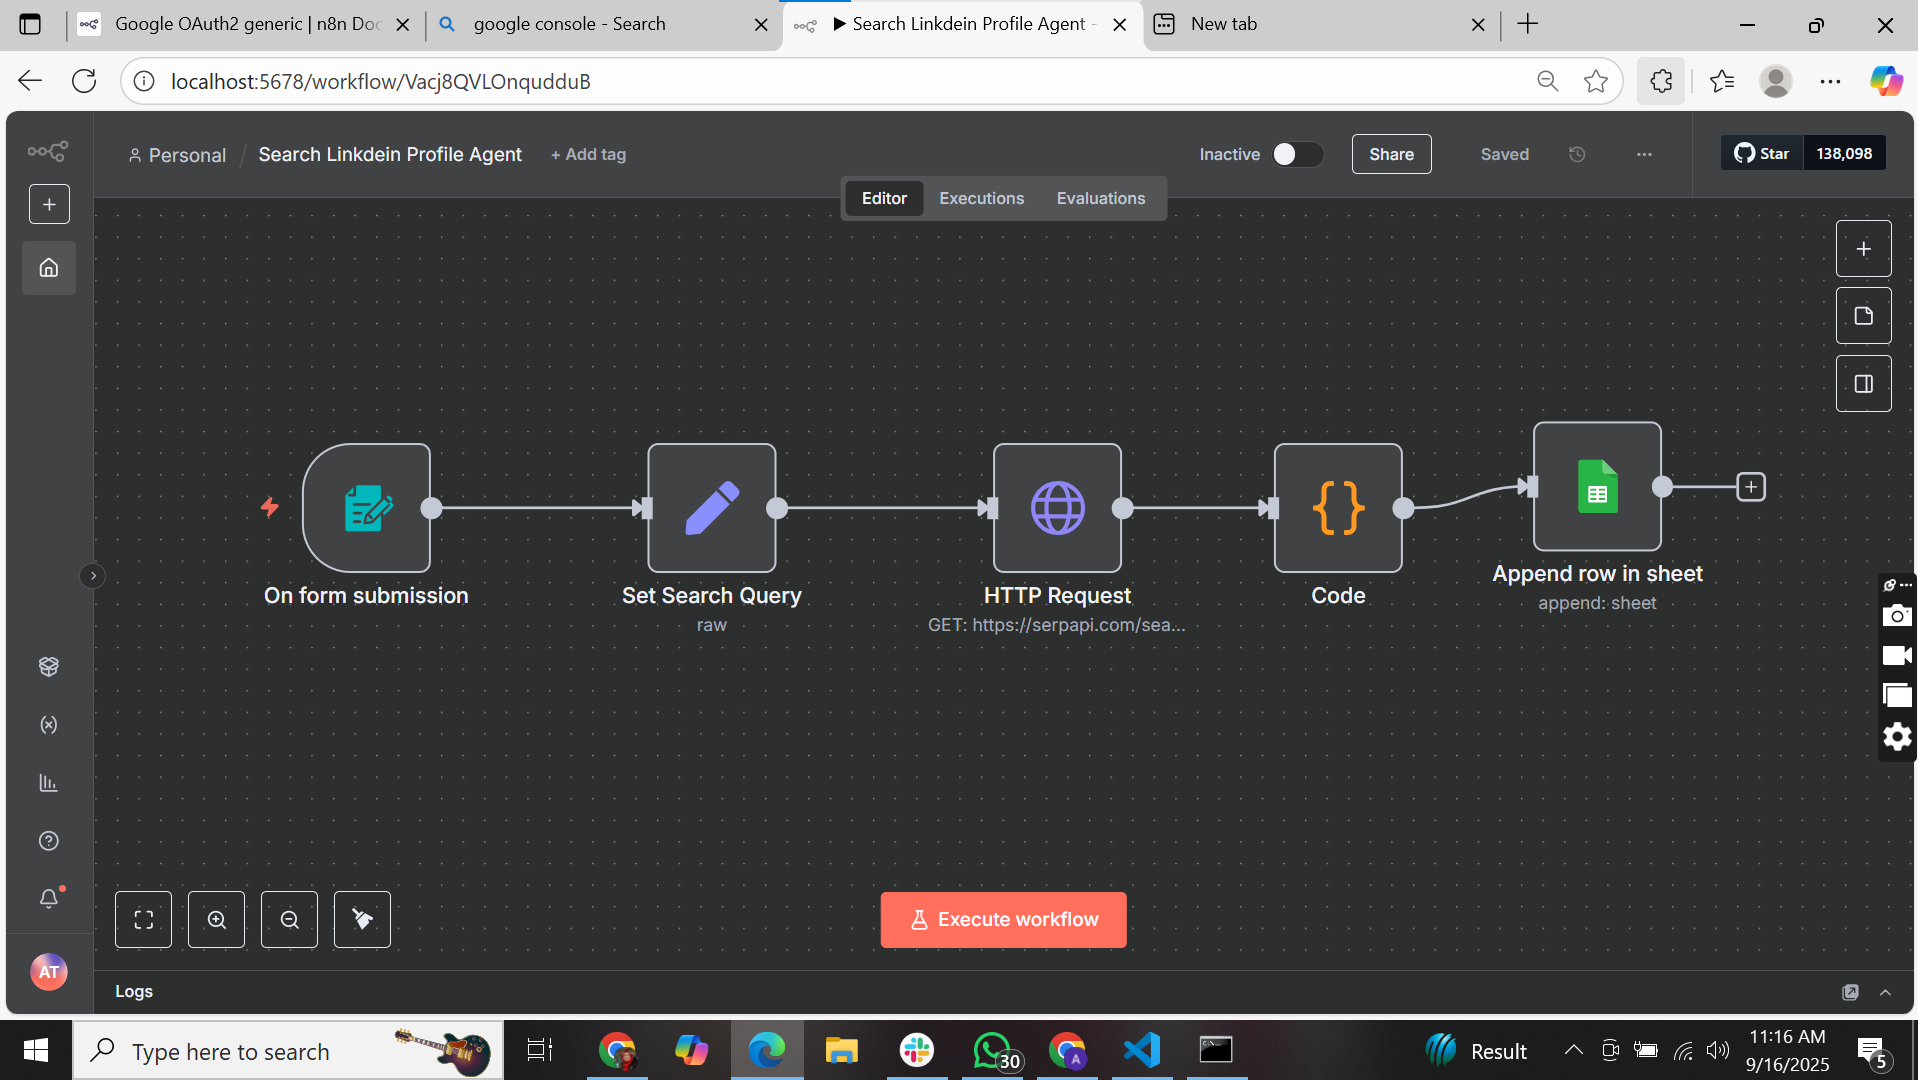 Google OAuth2 generic | n8n Doc
google console - Search
▶ Search Linkdein Profile Agent -
New tab
localhost:5678/workflow/Vacj8QVLOnqudduB
Personal / Search Linkdein Profile Agent
+ Add tag
Inactive
Share
Saved
Star 138,098
Editor
Executions
Evaluations
On form submission
Set Search Query
raw
HTTP Request
GET: https://serpapi.com/sea...
Code
Append row in sheet
append: sheet
Execute workflow
AT
Logs
Type here to search
30
A
Result
11:16 AM
9/16/2025
5